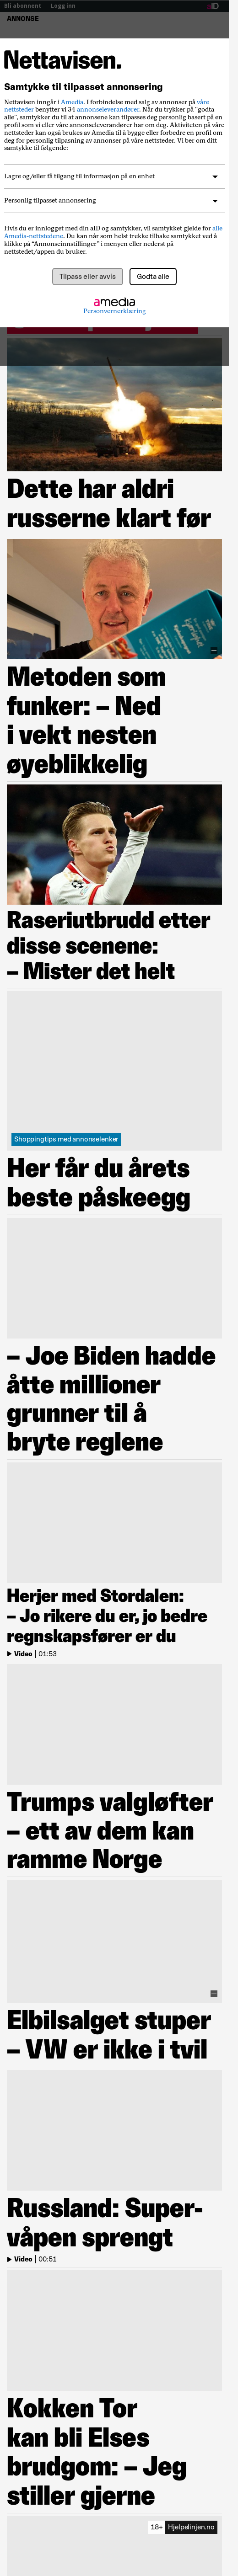 Bli abonnent | Logg inn
aID
ANNONSE
Nettavisen.
Samtykke til tilpasset annonsering
Nettavisen inngår i Amedia. I forbindelse med salg av annonser på våre
nettsteder benytter vi 34 annonseleverandører. Når du trykker på "godta
alle", samtykker du til at annonsene kan tilpasses deg personlig basert på en
profil som vi og våre leverandører danner om deg. Annonser du ser på våre
nettsteder kan også brukes av Amedia til å bygge eller forbedre en profil om
deg for personlig tilpasning av annonser på våre nettsteder. Vi ber om ditt
samtykke til følgende:
Lagre og/eller få tilgang til informasjon på en enhet
Personlig tilpasset annonsering
Hvis du er innlogget med din aID og samtykker, vil samtykket gjelde for alle
Amedia-nettstedene. Du kan når som helst trekke tilbake samtykket ved å
klikke på “Annonseinnstillinger” i menyen eller nederst på
nettstedet/appen du bruker.
Tilpass eller avvis
Godta alle
amedia
Personvernerklæring
Dette har aldri
russerne klart før
Metoden som
funker: – Ned
i vekt nesten
øyeblikkelig
Raseriutbrudd etter
disse scenene:
– Mister det helt
Shoppingtips med annonselenker
Her får du årets
beste påskeegg
– Joe Biden hadde
åtte millioner
grunner til å
bryte reglene
Herjer med Stordalen:
– Jo rikere du er, jo bedre
regnskapsfører er du
Video | 01:53
Trumps valgløfter
– ett av dem kan
ramme Norge
Elbilsalget stuper
– VW er ikke i tvil
Russland: Super-
våpen sprengt
Video | 00:51
Kokken Tor
kan bli Elses
brudgom: – Jeg
stiller gjerne
18+ Hjelpelinjen.no